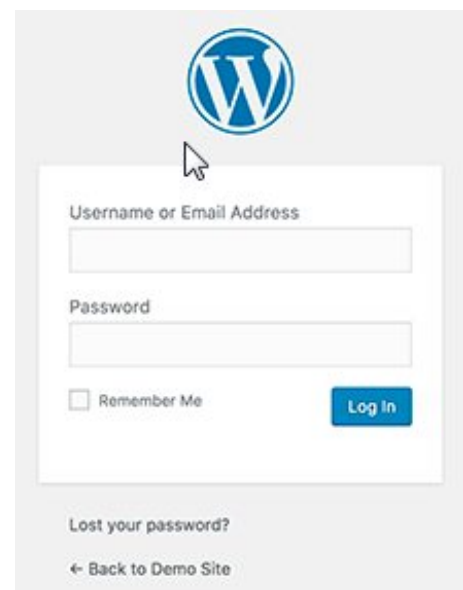 Username or Email Address
Password
Remember Me
Log In
Lost your password?
← Back to Demo Site